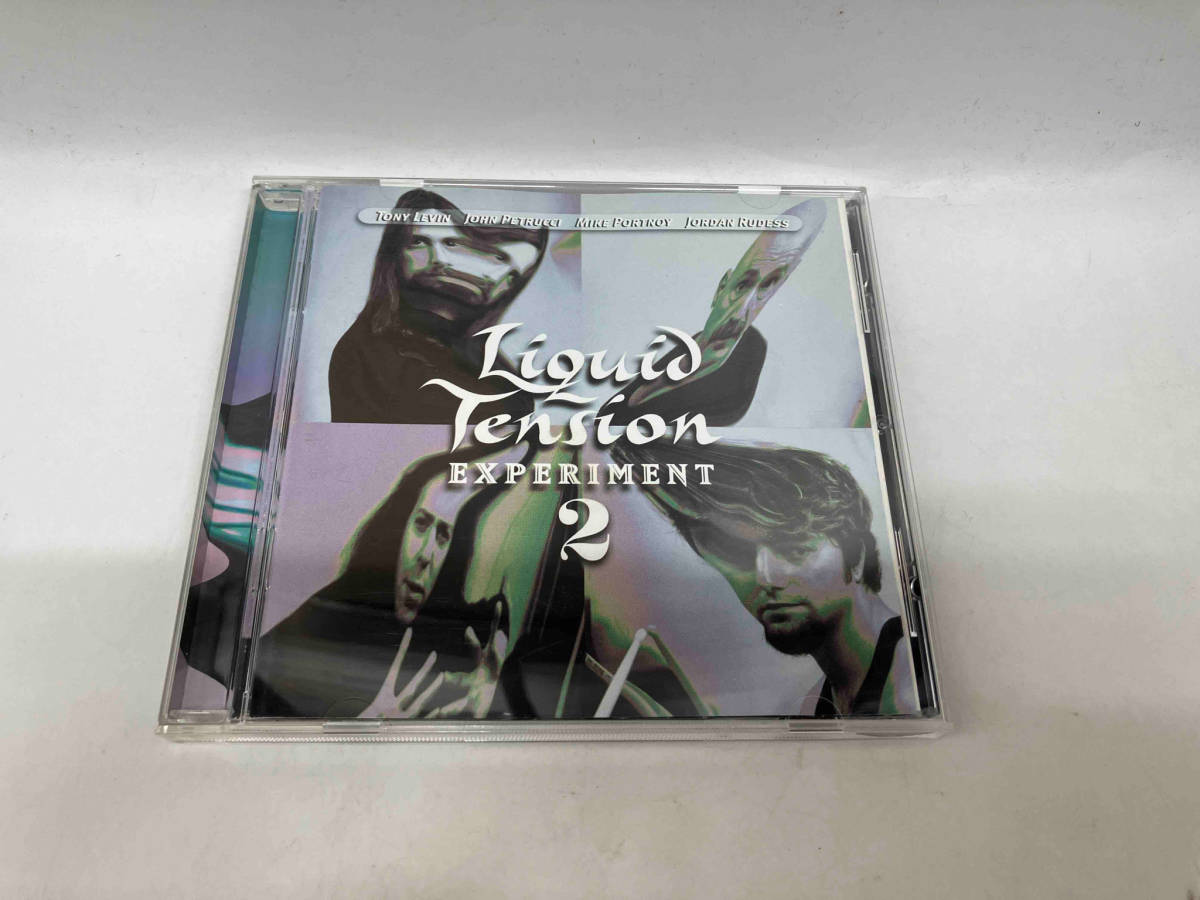 TONY LEVIN JOHN PETRUCCI MIKE PORTNOY JORDAN RUDESS
Liquid
Tension
EXPERIMENT
2